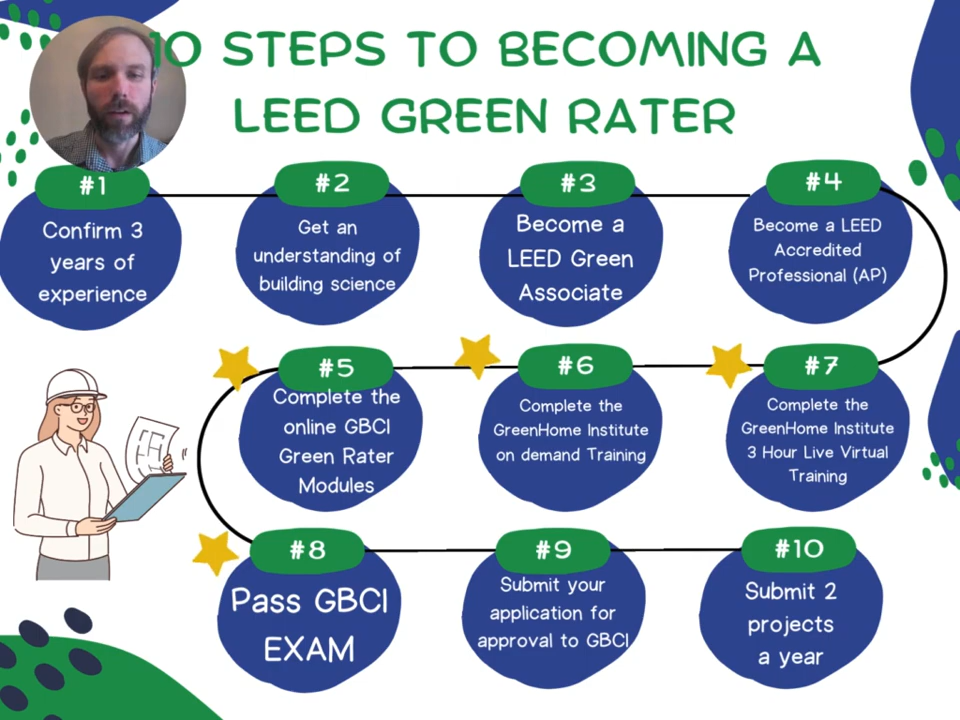 10 STEPS TO BECOMING A
LEED GREEN RATER
#1
Confirm 3
years of
experience
#2
Get an
understanding of
building science
#3
Become a
LEED Green
Associate
#4
Become a LEED
Accredited
Professional (AP)
#5
Complete the
online GBCI
Green Rater
Modules
#6
Complete the
GreenHome Institute
on demand Training
#7
Complete the
GreenHome Institute
3 Hour Live Virtual
Training
#8
Pass GBCI
EXAM
#9
Submit your
application for
approval to GBCI
#10
Submit 2
projects
a year